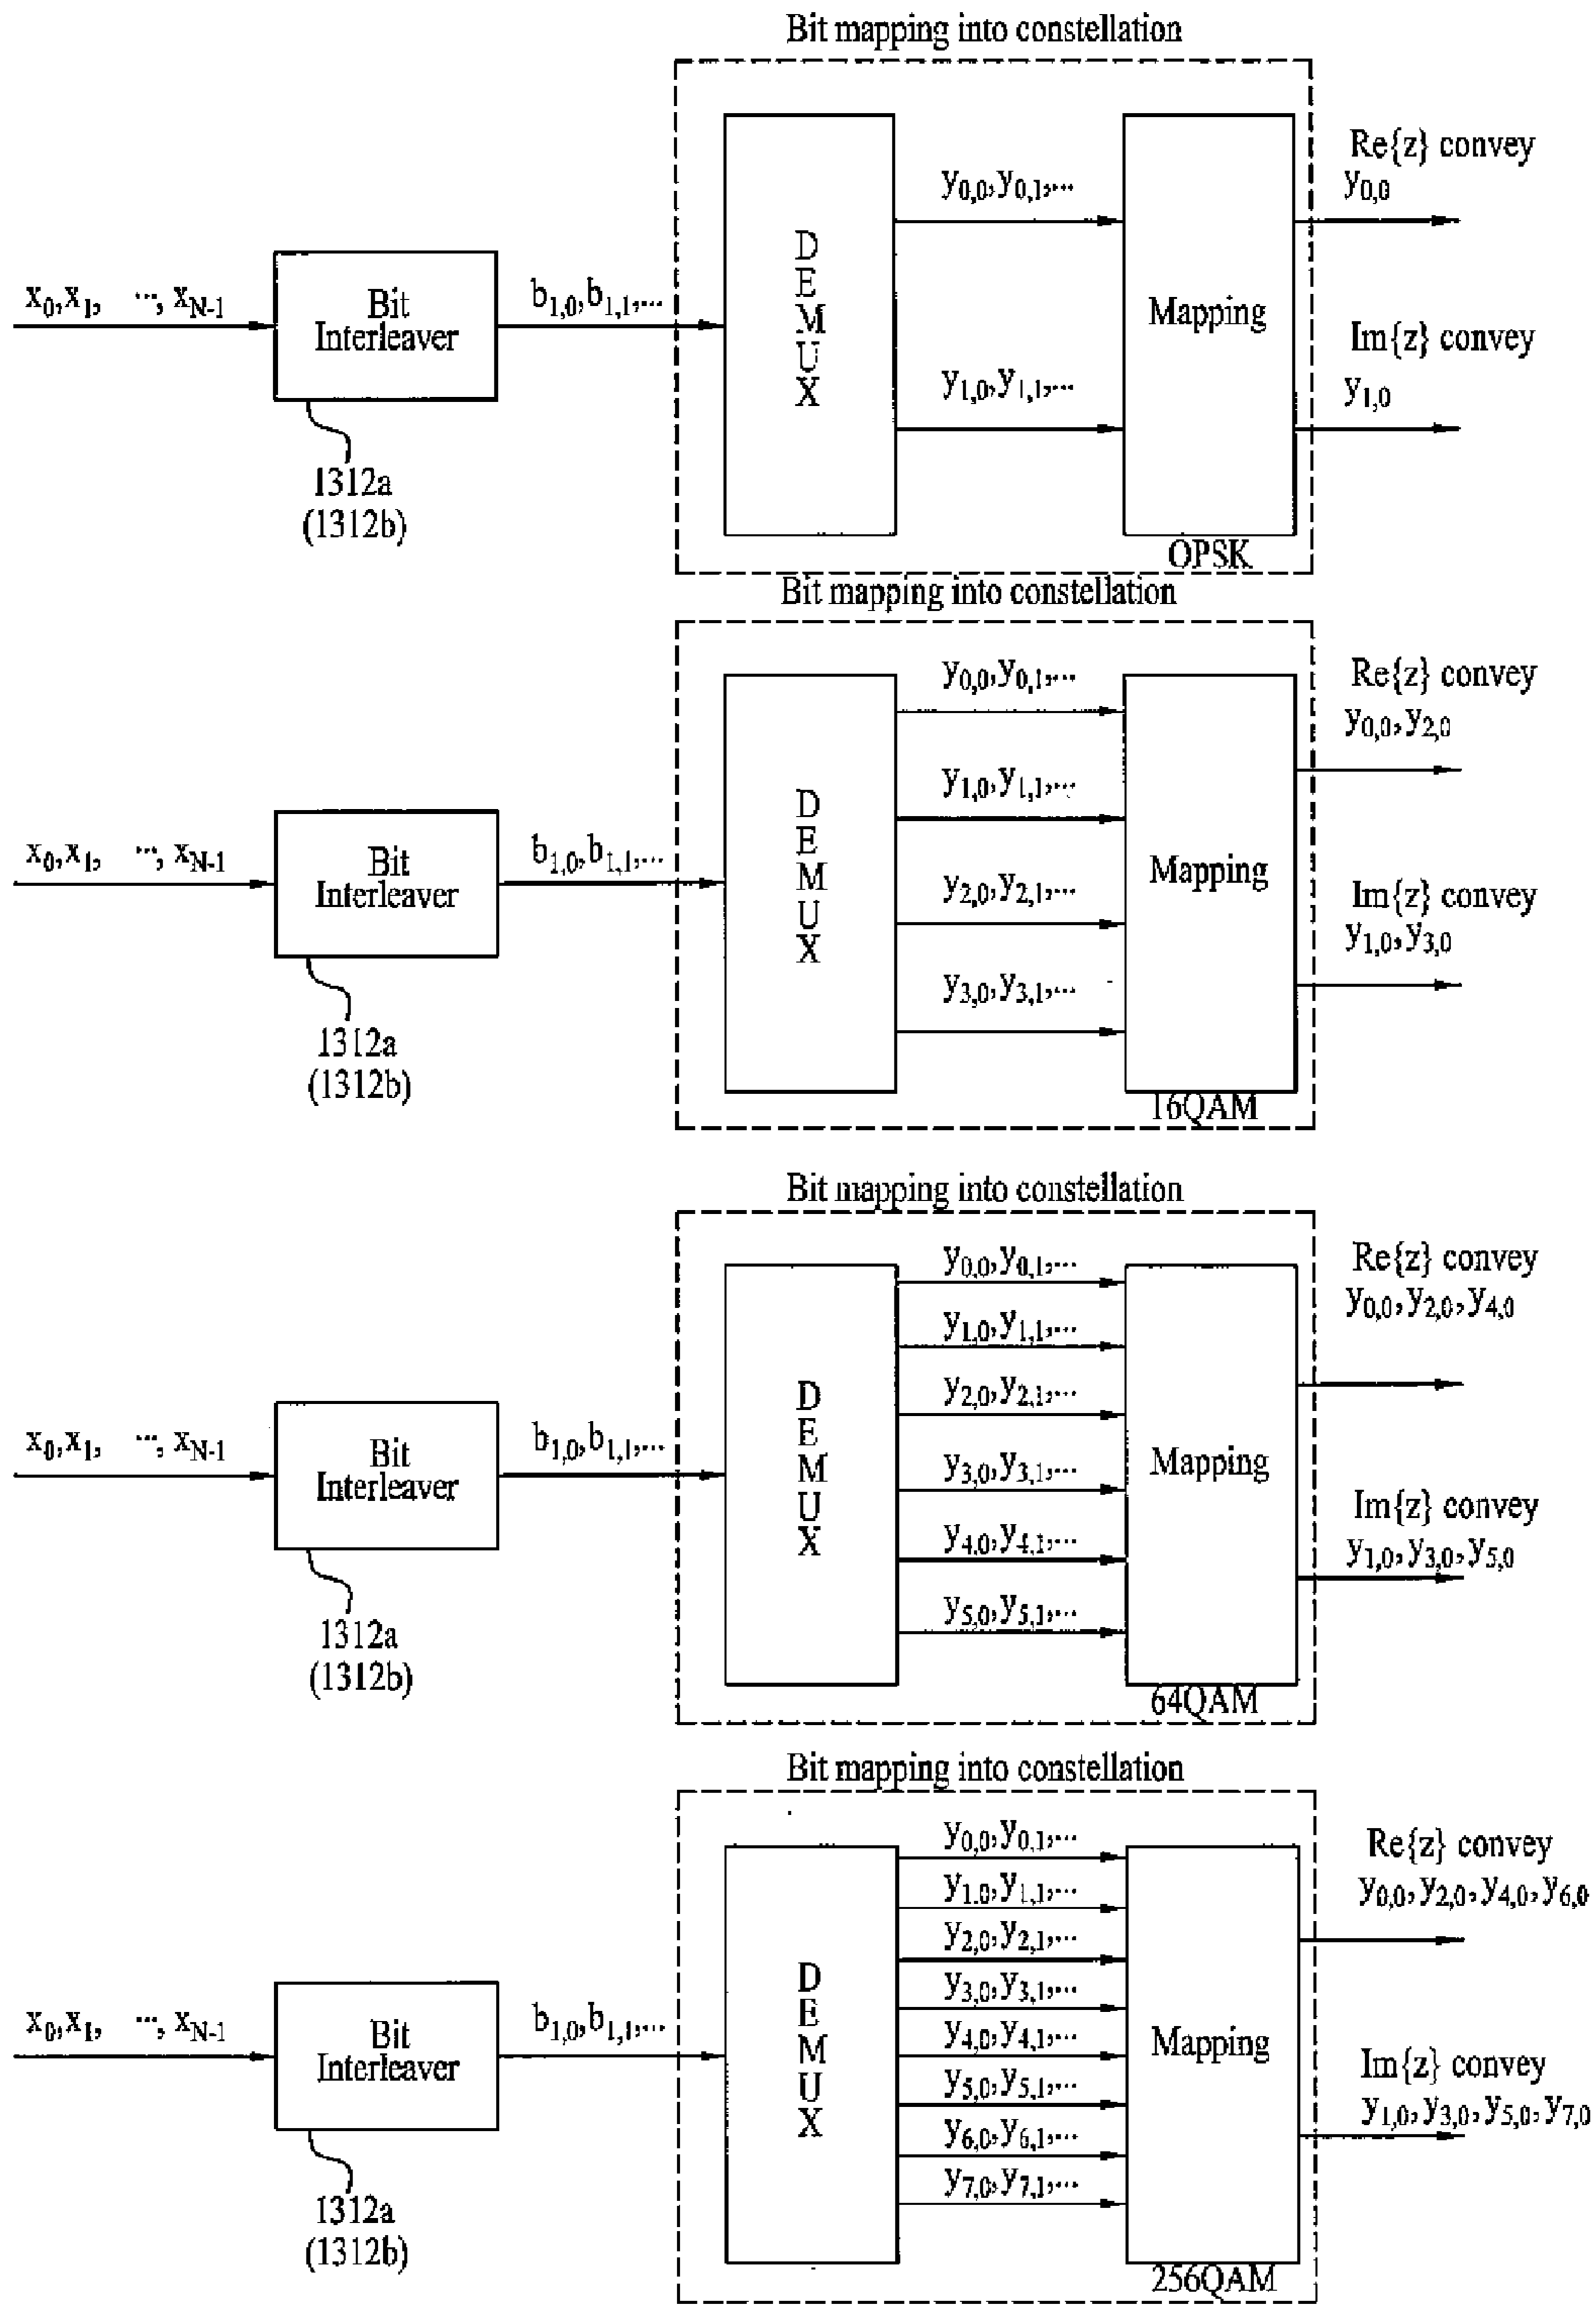 Bit mapping into constellation
x0,x1, ..., xN-1
Bit
Interleaver
1312a
(1312b)
b1,0,b1,1,...
DEMUX
y0,0,y0,1,...
y1,0,y1,1,...
Mapping
OPSK
Re{z} convey
y0,0
Im{z} convey
y1,0
Bit mapping into constellation
x0,x1, ..., xN-1
Bit
Interleaver
1312a
(1312b)
b1,0,b1,1,...
DEMUX
y0,0,y0,1,...
y1,0,y1,1,...
y2,0,y2,1,...
y3,0,y3,1,...
Mapping
16QAM
Re{z} convey
y0,0,y2,0
Im{z} convey
y1,0,y3,0
Bit mapping into constellation
x0,x1, ..., xN-1
Bit
Interleaver
1312a
(1312b)
b1,0,b1,1,...
DEMUX
y0,0,y0,1,...
y1,0,y1,1,...
y2,0,y2,1,...
y3,0,y3,1,...
y4,0,y4,1,...
y5,0,y5,1,...
Mapping
64QAM
Re{z} convey
y0,0,y2,0,y4,0
Im{z} convey
y1,0,y3,0,y5,0
Bit mapping into constellation
x0,x1, ..., xN-1
Bit
Interleaver
1312a
(1312b)
b1,0,b1,1,...
DEMUX
y0,0,y0,1,...
y1,0,y1,1,...
y2,0,y2,1,...
y3,0,y3,1,...
y4,0,y4,1,...
y5,0,y5,1,...
y6,0,y6,1,...
y7,0,y7,1,...
Mapping
256QAM
Re{z} convey
y0,0,y2,0,y4,0,y6,0
Im{z} convey
y1,0,y3,0,y5,0,y7,0